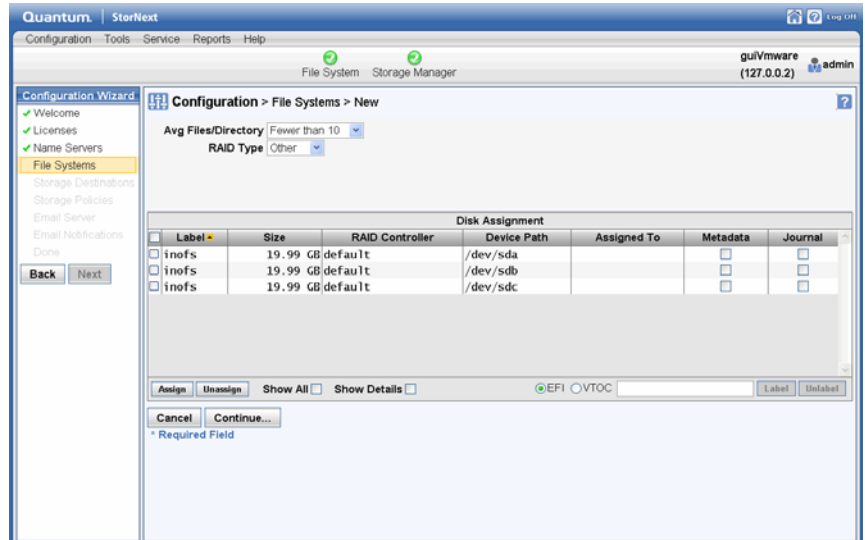 Quantum. StorNext
Log Off
Configuration Tools Service Reports Help
File System Storage Manager
guiVmware
(127.0.0.2)
admin
Configuration Wizard
Welcome
Licenses
Name Servers
File Systems
Storage Destinations
Storage Policies
Email Server
Email Notifications
Done
Back Next
Configuration > File Systems > New
?
Avg Files/Directory Fewer than 10
RAID Type Other
Disk Assignment
Label Size RAID Controller Device Path Assigned To Metadata Journal
inofs 19.99 GB default /dev/sda
inofs 19.99 GB default /dev/sdb
inofs 19.99 GB default /dev/sdc
Assign Unassign Show All Show Details EFI VTOC Label Unlabel
Cancel Continue...
* Required Field